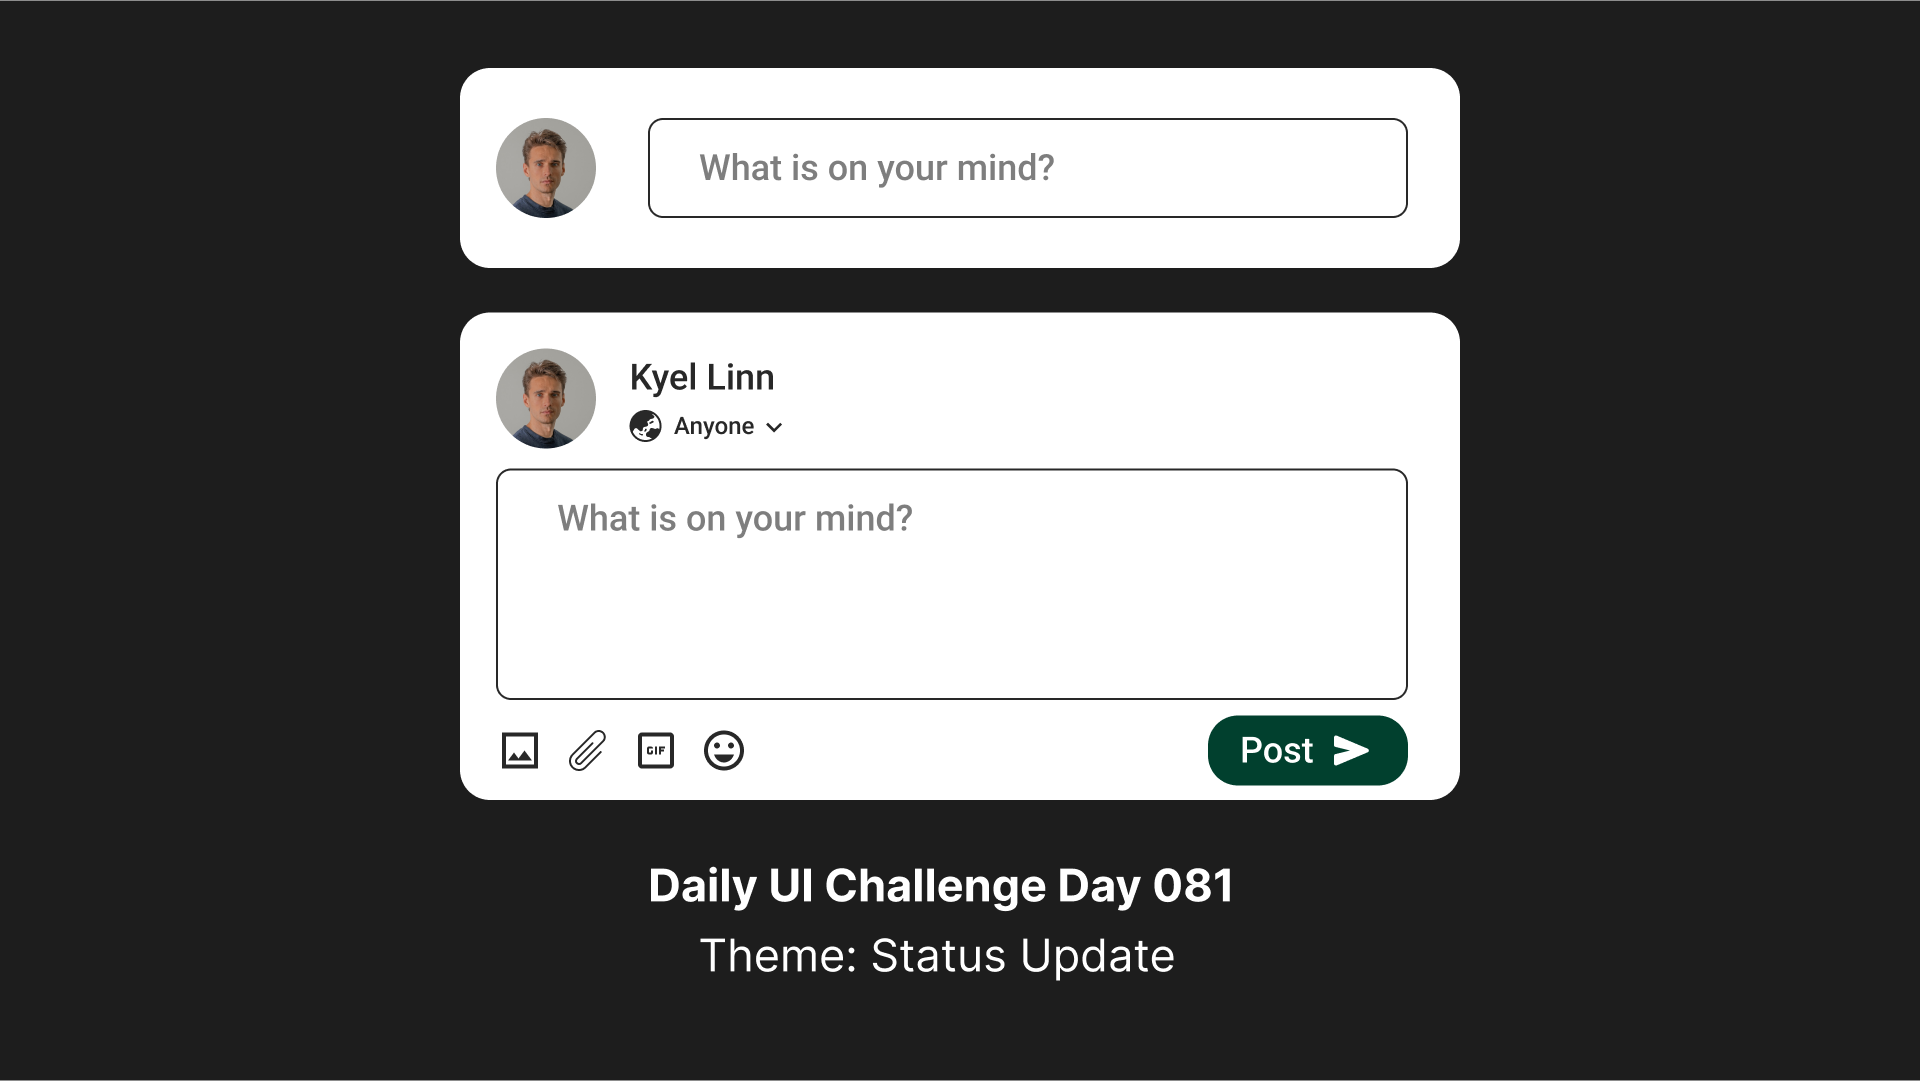 What is on your mind?
Kyel Linn
Anyone
What is on your mind?
GIF
Post
Daily UI Challenge Day 081
Theme: Status Update